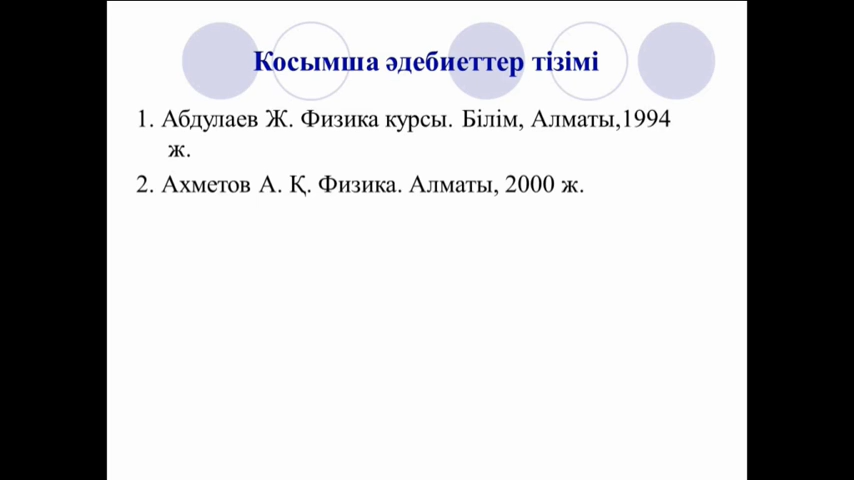 Косымша әдебиеттер тізімі
1. Абдулаев Ж. Физика курсы. Білім, Алматы,1994
ж.
2. Ахметов А. Қ. Физика. Алматы, 2000 ж.